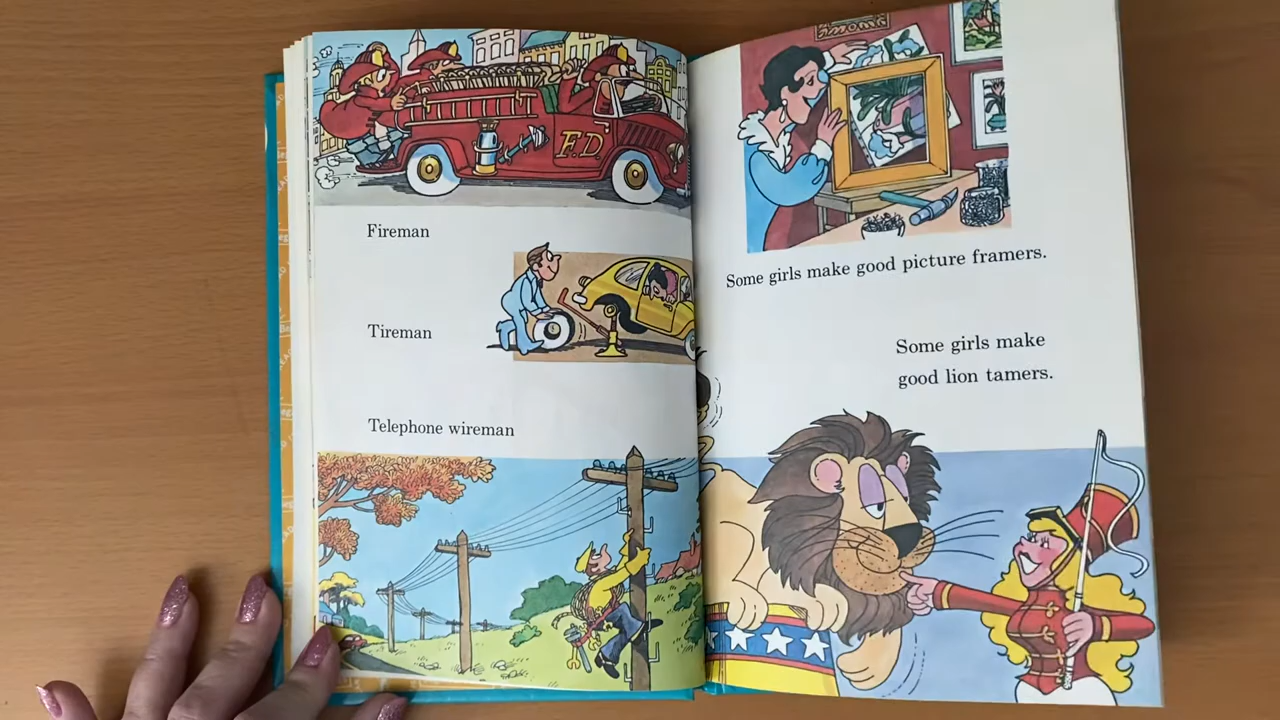 F.D.
Fireman
Tireman
Telephone wireman
Some girls make good picture framers.
Some girls make
good lion tamers.